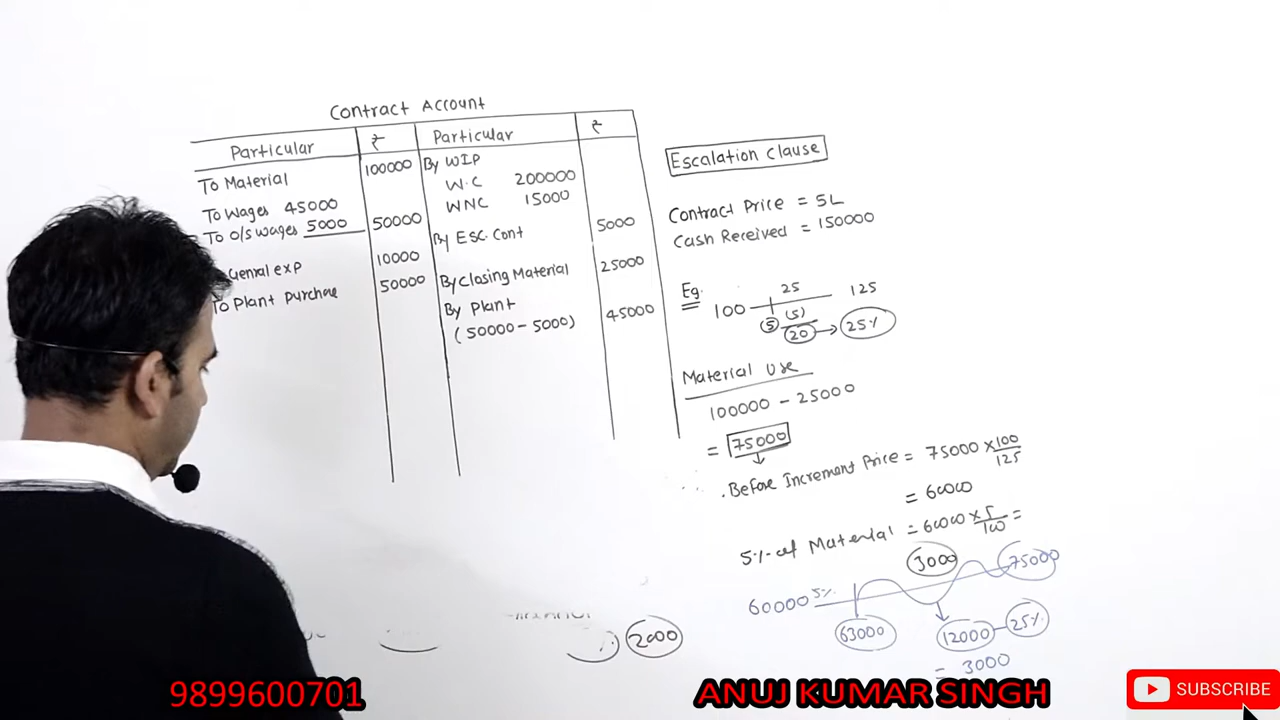 Contract Account
Particular ₹ Particular ₹
To Material 100000 By WIP
W.C 200000
WNC 15000
To Wages 45000
To O/S Wages 5000 50000 By ESC. Cont 5000
Genral exp 10000
To Plant Purchae 50000 By Closing Material 25000
By Plant
(50000 - 5000) 45000
Escalation Clause
Contract Price = 5L
Cash Received = 150000
Eg. 100 25 125
5 (5)
20 → 25%
Material Use
100000 - 25000
= 75000
Before Increment Price = 75000 × 100/125
= 60000
5% of Material = 60000 × 5/100 =
3000
60000 5% 75000
63000 12000 - 25%
= 3000
2000
9899600701
ANUJ KUMAR SINGH
SUBSCRIBE